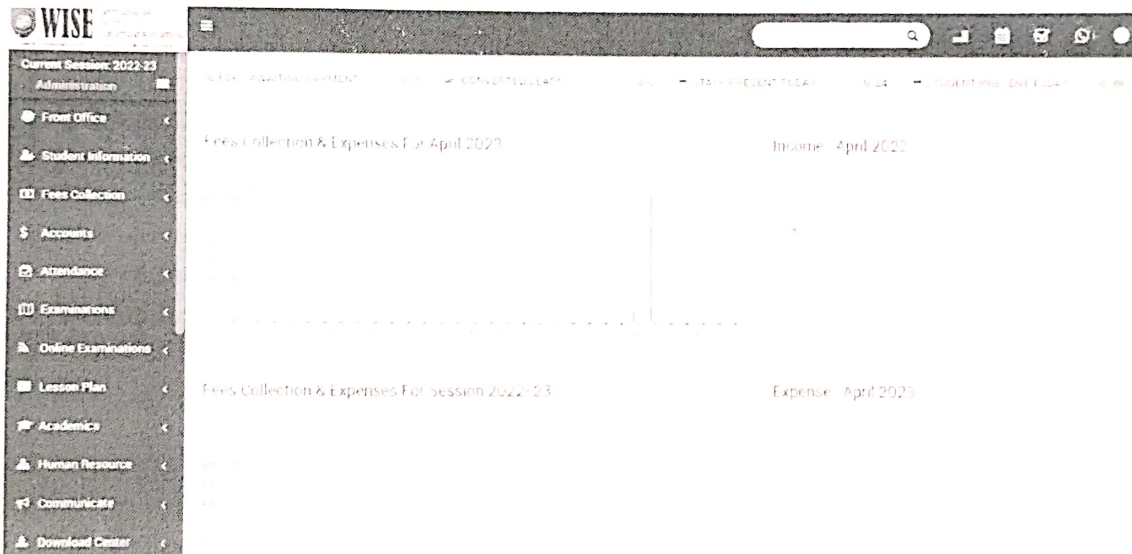 WISE
Current Session: 2022-23
Administration
Front Office
Student Information
Fees Collection
Accounts
Attendance
Examinations
Online Examinations
Lesson Plan
Academics
Human Resource
Communicate
Download Center
AWAITING PAYMENT
CONVERTED LEADS
STAFF PRESENT TODAY
STUDENT PRESENT TODAY
Fees Collection & Expenses For April 2023
Income - April 2023
Fees Collection & Expenses For Session 2022-23
Expense - April 2023